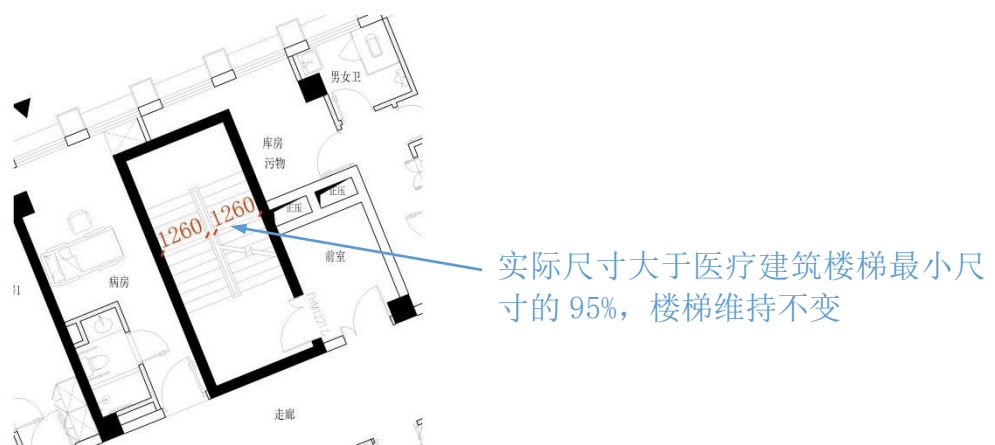 男女卫
库房
污物
正压
正压
1260 1260
前室
病房
FHM1221Z
走廊
实际尺寸大于医疗建筑楼梯最小尺
寸的 95%，楼梯维持不变